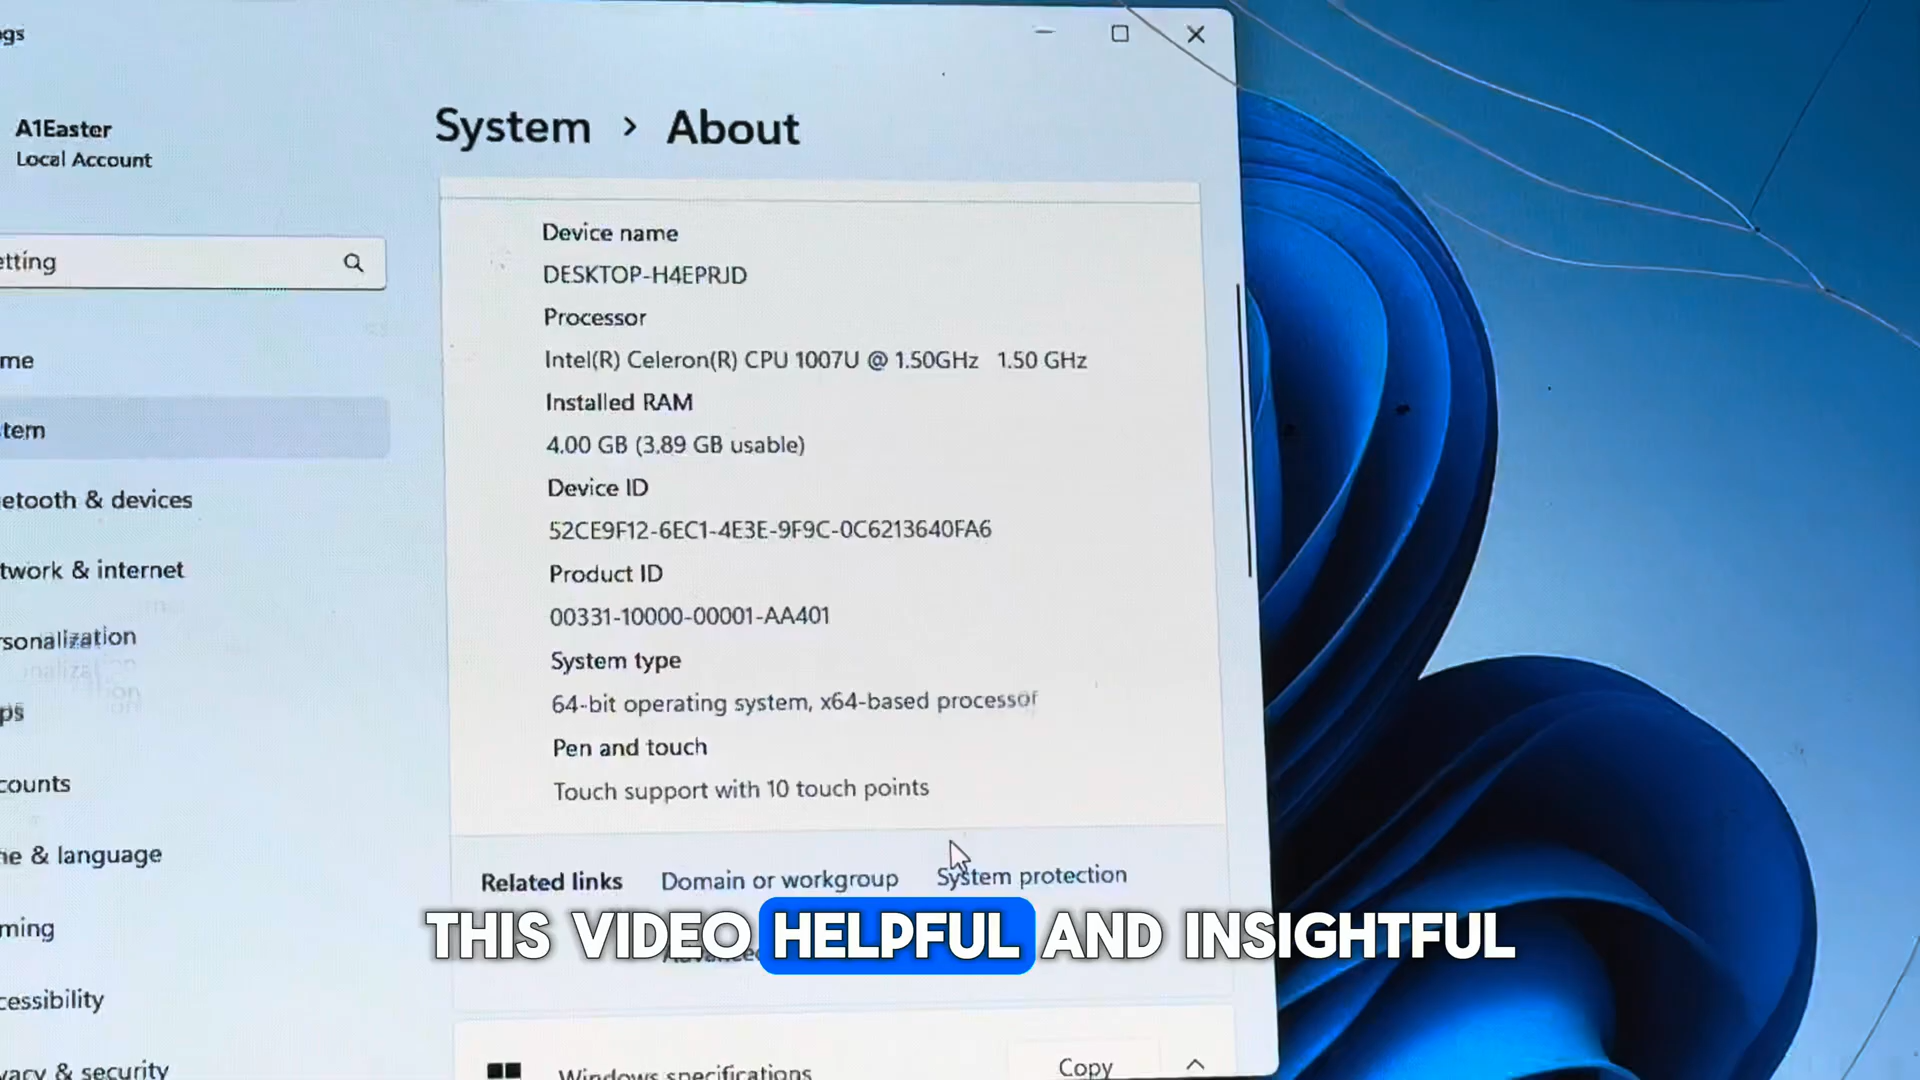 gs
A1Easter
Local Account
etting
me
tem
etooth & devices
twork & internet
rsonalization
ps
counts
ne & language
ming
cessibility
vacy & security
System > About
Device name
DESKTOP-H4EPRJD
Processor
Intel(R) Celeron(R) CPU 1007U @ 1.50GHz 1.50 GHz
Installed RAM
4.00 GB (3.89 GB usable)
Device ID
52CE9F12-6EC1-4E3E-9F9C-0C6213640FA6
Product ID
00331-10000-00001-AA401
System type
64-bit operating system, x64-based processor
Pen and touch
Touch support with 10 touch points
Related links Domain or workgroup System protection
THIS VIDEO HELPFUL AND INSIGHTFUL
Windows specifications Copy